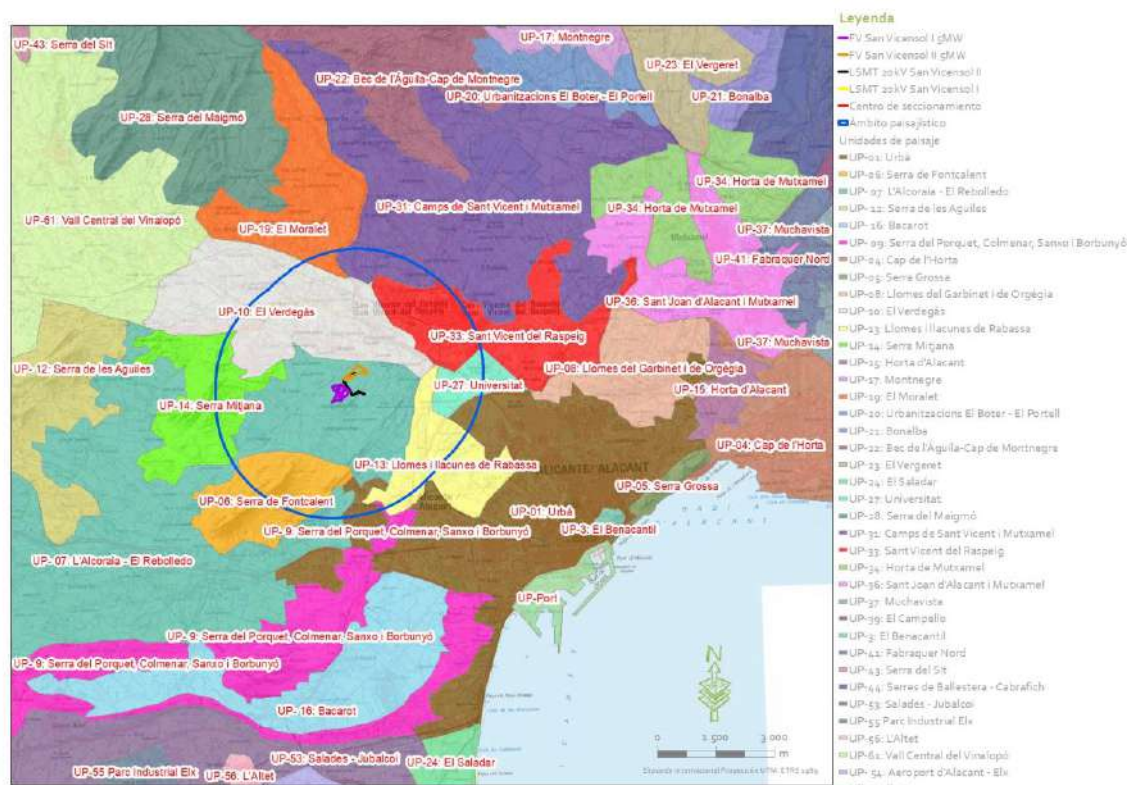 UP-43: Serra del Sit
UP-17: Montnegre
UP-23: El Vergeret
UP-22: Bec de l'Águila-Cap de Montnegre
UP-20: Urbanitzacions El Boter - El Portell
UP-21: Bonalba
UP-28: Serra del Maigmó
UP-34: Horta de Mutxamel
UP-61: Vall Central del Vinalopó
UP-31: Camps de Sant Vicent i Mutxamel
UP-34: Horta de Mutxamel
UP-19: El Moralet
UP-37: Muchavista
UP-41: Fabraquer Nord
UP-36: Sant Joan d'Alacant i Mutxamel
UP-10: El Verdegàs
UP-33: Sant Vicent del Raspeig
UP-37: Muchavista
UP-12: Serra de les Aguiles
UP-08: Llomes del Garbinet i de Orgègia
UP-27: Universitat
UP-15: Horta d'Alacant
UP-14: Serra Mitjana
UP-04: Cap de l'Horta
UP-13: Llomes i llacunes de Rabassa
ALICANTE/ALACANT
UP-05: Serra Grossa
UP-06: Serra de Fontcalent
UP-01: Urbà
UP-9: Serra del Porquet, Colmenar, Sanxo i Borbunyó
UP-3: El Benacantil
UP-07: L'Alcoraia - El Rebolledo
UP-Port
UP-9: Serra del Porquet, Colmenar, Sanxo i Borbunyó
UP-9: Serra del Porquet, Colmenar, Sanxo i Borbunyó
UP-16: Bacarot
UP-53: Salades - Jubalcoi
UP-24: El Saladar
UP-55 Parc Industrial Elx
UP-56: L'Altet
N
0 1.500 3.000
m
Leyenda
FV San Vicensol I 5MW
FV San Vicensol II 5MW
LSMT 20kV San Vicensol II
LSMT 20kV San Vicensol I
Centro de seccionamiento
Ámbito paisajístico
Unidades de paisaje
UP-01: Urbà
UP-06: Serra de Fontcalent
UP-07: L'Alcoraia - El Rebolledo
UP-12: Serra de les Aguiles
UP-16: Bacarot
UP-09: Serra del Porquet, Colmenar, Sanxo i Borbunyó
UP-04: Cap de l'Horta
UP-05: Serra Grossa
UP-08: Llomes del Garbinet i de Orgègia
UP-10: El Verdegàs
UP-13: Llomes i llacunes de Rabassa
UP-14: Serra Mitjana
UP-15: Horta d'Alacant
UP-17: Montnegre
UP-19: El Moralet
UP-20: Urbanitzacions El Boter - El Portell
UP-21: Bonalba
UP-22: Bec de l'Àguila-Cap de Montnegre
UP-23: El Vergeret
UP-24: El Saladar
UP-27: Universitat
UP-28: Serra del Maigmó
UP-31: Camps de Sant Vicent i Mutxamel
UP-33: Sant Vicent del Raspeig
UP-34: Horta de Mutxamel
UP-36: Sant Joan d'Alacant i Mutxamel
UP-37 Muchavista
UP-39: El Campello
UP-3: El Benacantil
UP-41: Fabraquer Nord
UP-43: Serra del Sit
UP-44: Serres de Ballestera - Cabrafich
UP-53: Salades - Jubalcoi
UP-55 Parc Industrial Elx
UP-56: L'Altet
UP-61: Vall Central del Vinalopó
UP- 54: Aeroport d'Alacant - Elx